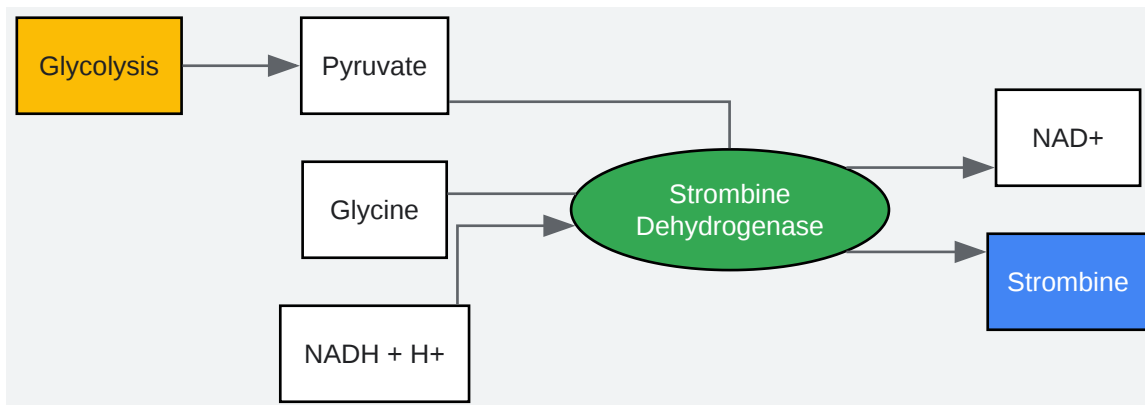 Glycolysis
Pyruvate
NAD+
Glycine
Strombine
Dehydrogenase
Strombine
NADH + H+